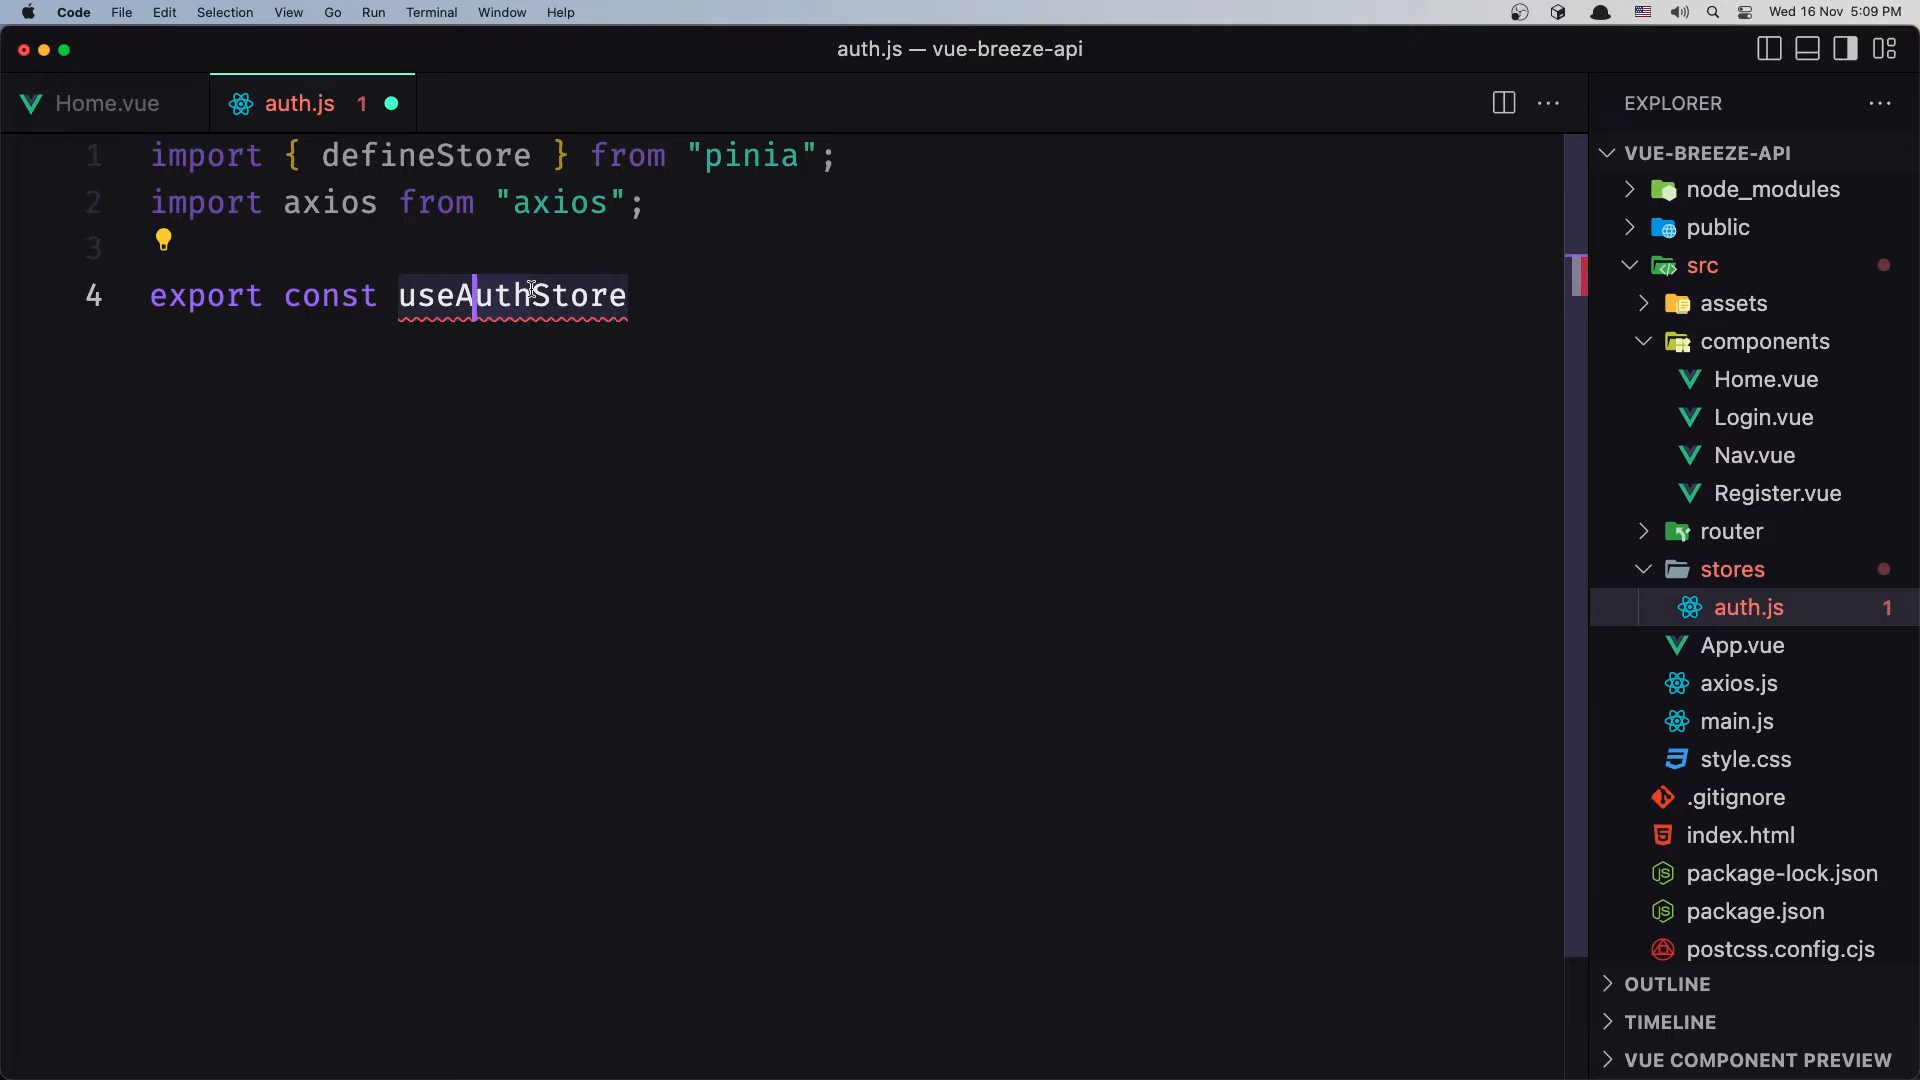 Code File Edit Selection View Go Run Terminal Window Help Wed 16 Nov 5:09 PM
auth.js — vue-breeze-api
Home.vue auth.js 1
1 import { defineStore } from "pinia";
2 import axios from "axios";
3
4 export const useAuthStore
EXPLORER
VUE-BREEZE-API
node_modules
public
src
assets
components
Home.vue
Login.vue
Nav.vue
Register.vue
router
stores
auth.js 1
App.vue
axios.js
main.js
style.css
.gitignore
index.html
package-lock.json
package.json
postcss.config.cjs
OUTLINE
TIMELINE
VUE COMPONENT PREVIEW